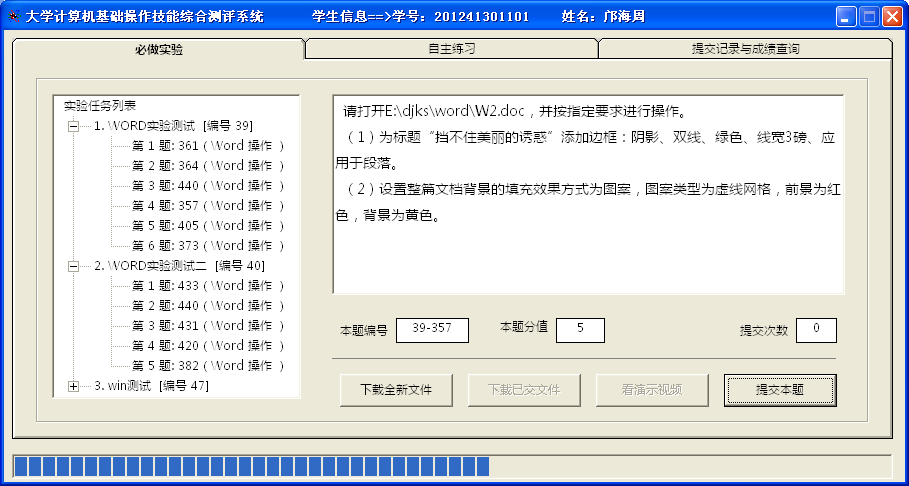 大学计算机基础操作技能综合测评系统 学生信息==>学号：201241301101 姓名：邝海周
必做实验 自主练习 提交记录与成绩查询
实验任务列表
1. \WORD实验测试 [编号 39]
第 1 题: 361 ( \Word 操作 )
第 2 题: 364 ( \Word 操作 )
第 3 题: 440 ( \Word 操作 )
第 4 题: 357 ( \Word 操作 )
第 5 题: 405 ( \Word 操作 )
第 6 题: 373 ( \Word 操作 )
2. \WORD实验测试二 [编号 40]
第 1 题: 433 ( \Word 操作 )
第 2 题: 440 ( \Word 操作 )
第 3 题: 431 ( \Word 操作 )
第 4 题: 420 ( \Word 操作 )
第 5 题: 382 ( \Word 操作 )
3. win测试 [编号 47]
请打开E:\djks\word\W2.doc，并按指定要求进行操作。
（1）为标题“挡不住美丽的诱惑”添加边框：阴影、双线、绿色、线宽3磅、应
用于段落。
（2）设置整篇文档背景的填充效果方式为图案，图案类型为虚线网格，前景为红
色，背景为黄色。
本题编号 39-357 本题分值 5 提交次数 0
下载全新文件 下载已交文件 看演示视频 提交本题